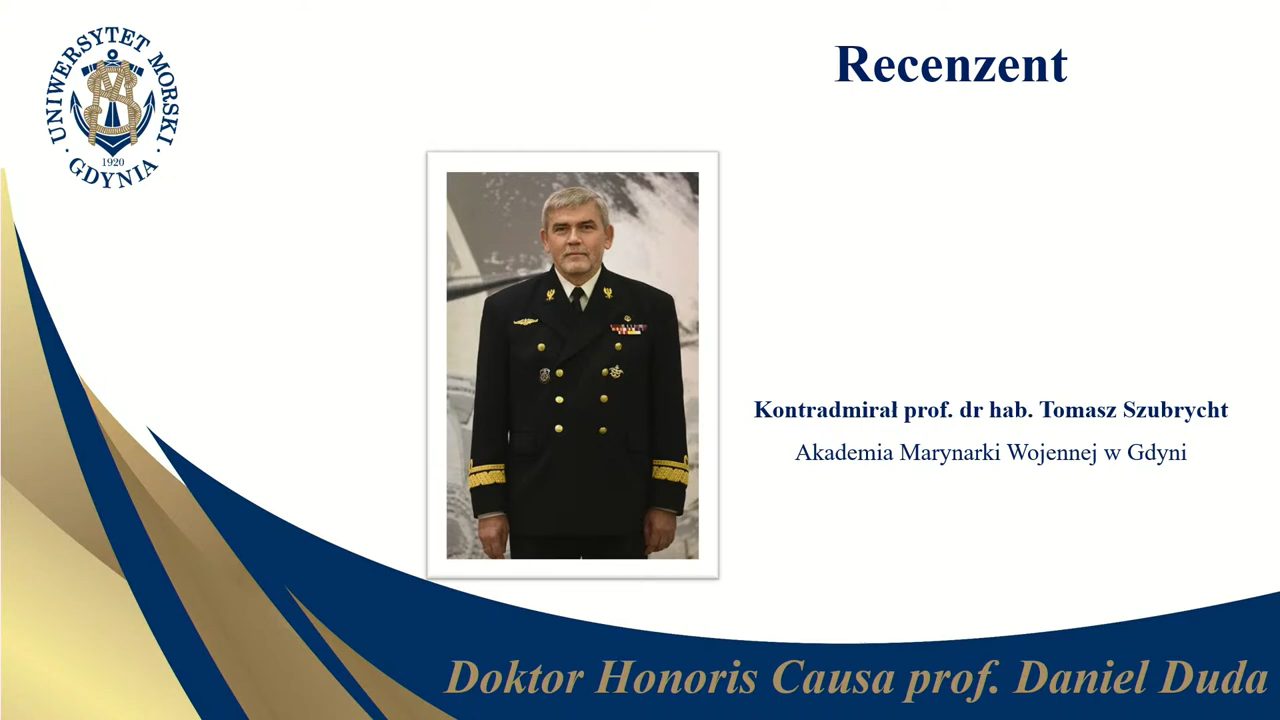 UNIWERSYTET MORSKI
1920
GDYNIA
Recenzent
Kontradmirał prof. dr hab. Tomasz Szubrycht
Akademia Marynarki Wojennej w Gdyni
Doktor Honoris Causa prof. Daniel Duda